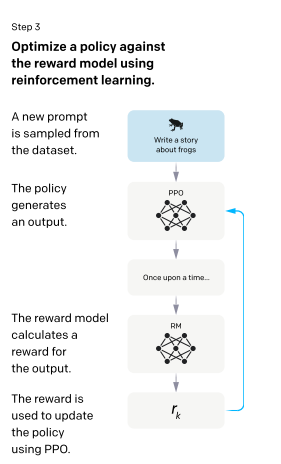 Step 3
Optimize a policy against
the reward model using
reinforcement learning.
A new prompt
is sampled from
the dataset.
Write a story
about frogs
The policy
generates
an output.
PPO
Once upon a time...
The reward model
calculates a
reward for
the output.
RM
The reward is
used to update
the policy
using PPO.
rk